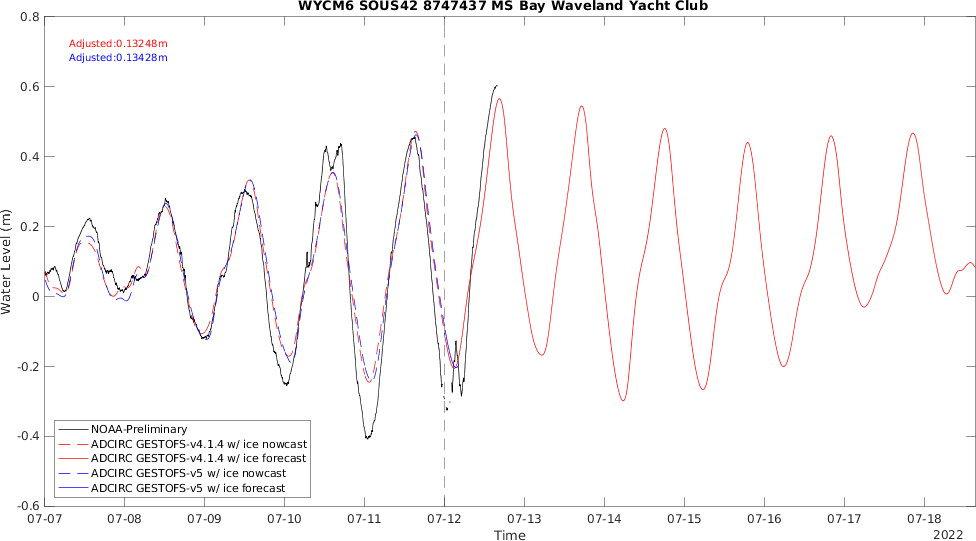 WYCM6 SOUS42 8747437 MS Bay Waveland Yacht Club
Adjusted:0.13248m
Adjusted:0.13428m
0.8
0.6
0.4
0.2
0
-0.2
-0.4
-0.6
Water Level (m)
NOAA-Preliminary
ADCIRC GESTOFS-v4.1.4 w/ ice nowcast
ADCIRC GESTOFS-v4.1.4 w/ ice forecast
ADCIRC GESTOFS-v5 w/ ice nowcast
ADCIRC GESTOFS-v5 w/ ice forecast
07-07 07-08 07-09 07-10 07-11 07-12 07-13 07-14 07-15 07-16 07-17 07-18
Time
2022